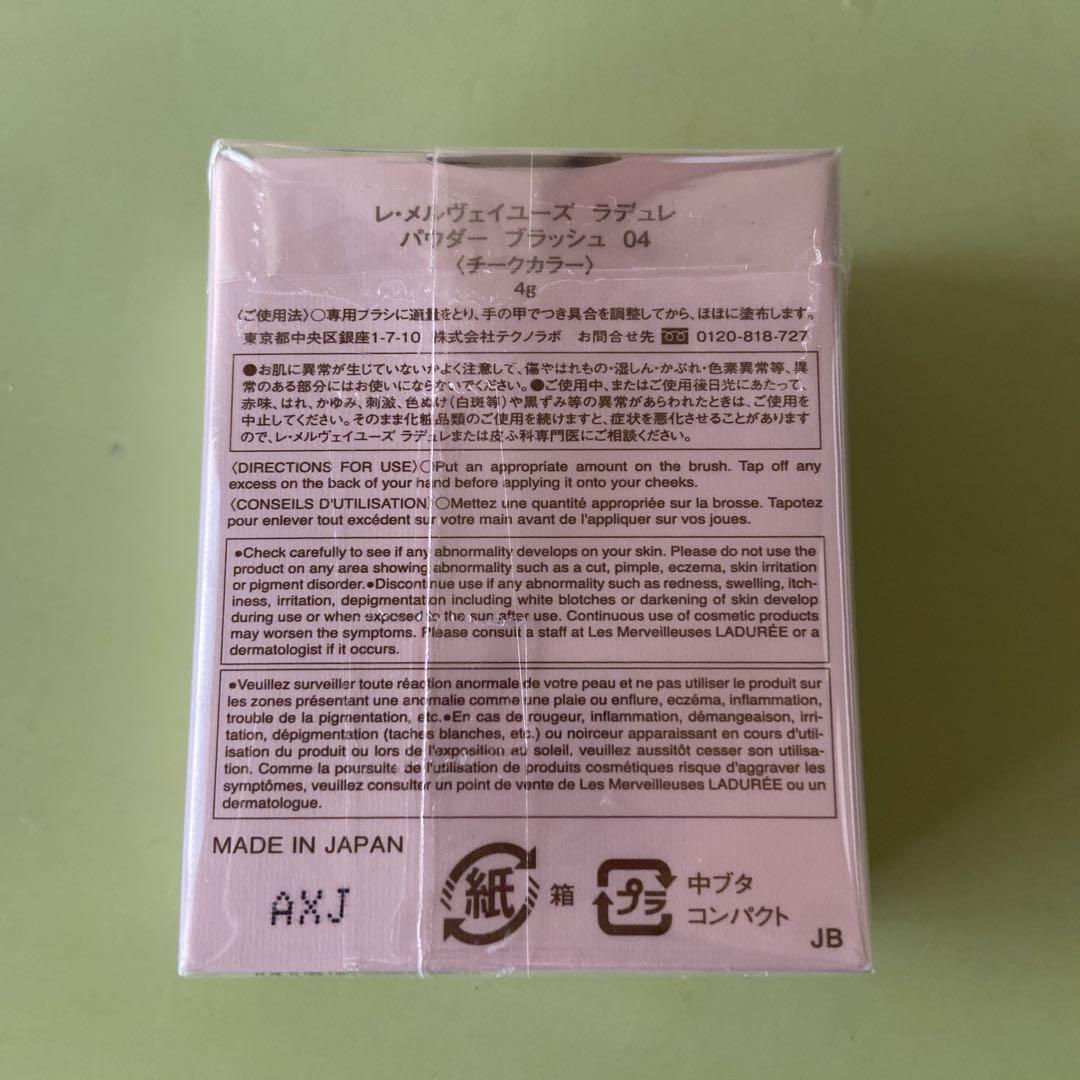 レ・メルヴェイユーズ ラデュレ
パウダー ブラッシュ 04
〈チークカラー〉
4g
〈ご使用法〉○専用ブラシに適量をとり、手の甲でつき具合を調整してから、ほほに塗布します。
東京都中央区銀座1-7-10 株式会社テクノラボ お問合せ先 0120-818-727
●お肌に異常が生じていないかよく注意して、傷やはれもの・湿しん・かぶれ・色素異常等、異
常のある部分にはお使いにならないでください。●ご使用中、またはご使用後日光にあたって、
赤味、はれ、かゆみ、刺激、色ぬけ(白斑等)や黒ずみ等の異常があらわれたときは、ご使用を
中止してください。そのまま化粧品類のご使用を続けますと、症状を悪化させることがあります
ので、レ・メルヴェイユーズ ラデュレまたは皮ふ科専門医にご相談ください。
〈DIRECTIONS FOR USE〉○Put an appropriate amount on the brush. Tap off any
excess on the back of your hand before applying it onto your cheeks.
〈CONSEILS D'UTILISATION〉○Mettez une quantité appropriée sur la brosse. Tapotez
pour enlever tout excédent sur votre main avant de l'appliquer sur vos joues.
●Check carefully to see if any abnormality develops on your skin. Please do not use the
product on any area showing abnormality such as a cut, pimple, eczema, skin irritation
or pigment disorder.●Discontinue use if any abnormality such as redness, swelling, itch-
iness, irritation, depigmentation including white blotches or darkening of skin develop
during use or when exposed to the sun after use. Continuous use of cosmetic products
may worsen the symptoms. Please consult a staff at Les Merveilleuses LADURÉE or a
dermatologist if it occurs.
●Veuillez surveiller toute réaction anormale de votre peau et ne pas utiliser le produit sur
les zones présentant une anomalie comme une plaie ou enflure, eczéma, inflammation,
trouble de la pigmentation, etc.●En cas de rougeur, inflammation, démangeaison, irri-
tation, dépigmentation (taches blanches, etc.) ou noirceur apparaissant en cours d'util-
isation du produit ou lors de l'exposition au soleil, veuillez aussitôt cesser son utilisa-
tion. Comme la poursuite de l'utilisation de produits cosmétiques risque d'aggraver les
symptômes, veuillez consulter un point de vente de Les Merveilleuses LADURÉE ou un
dermatologue.
MADE IN JAPAN
AXJ
紙
箱
プラ
中ブタ
コンパクト
JB